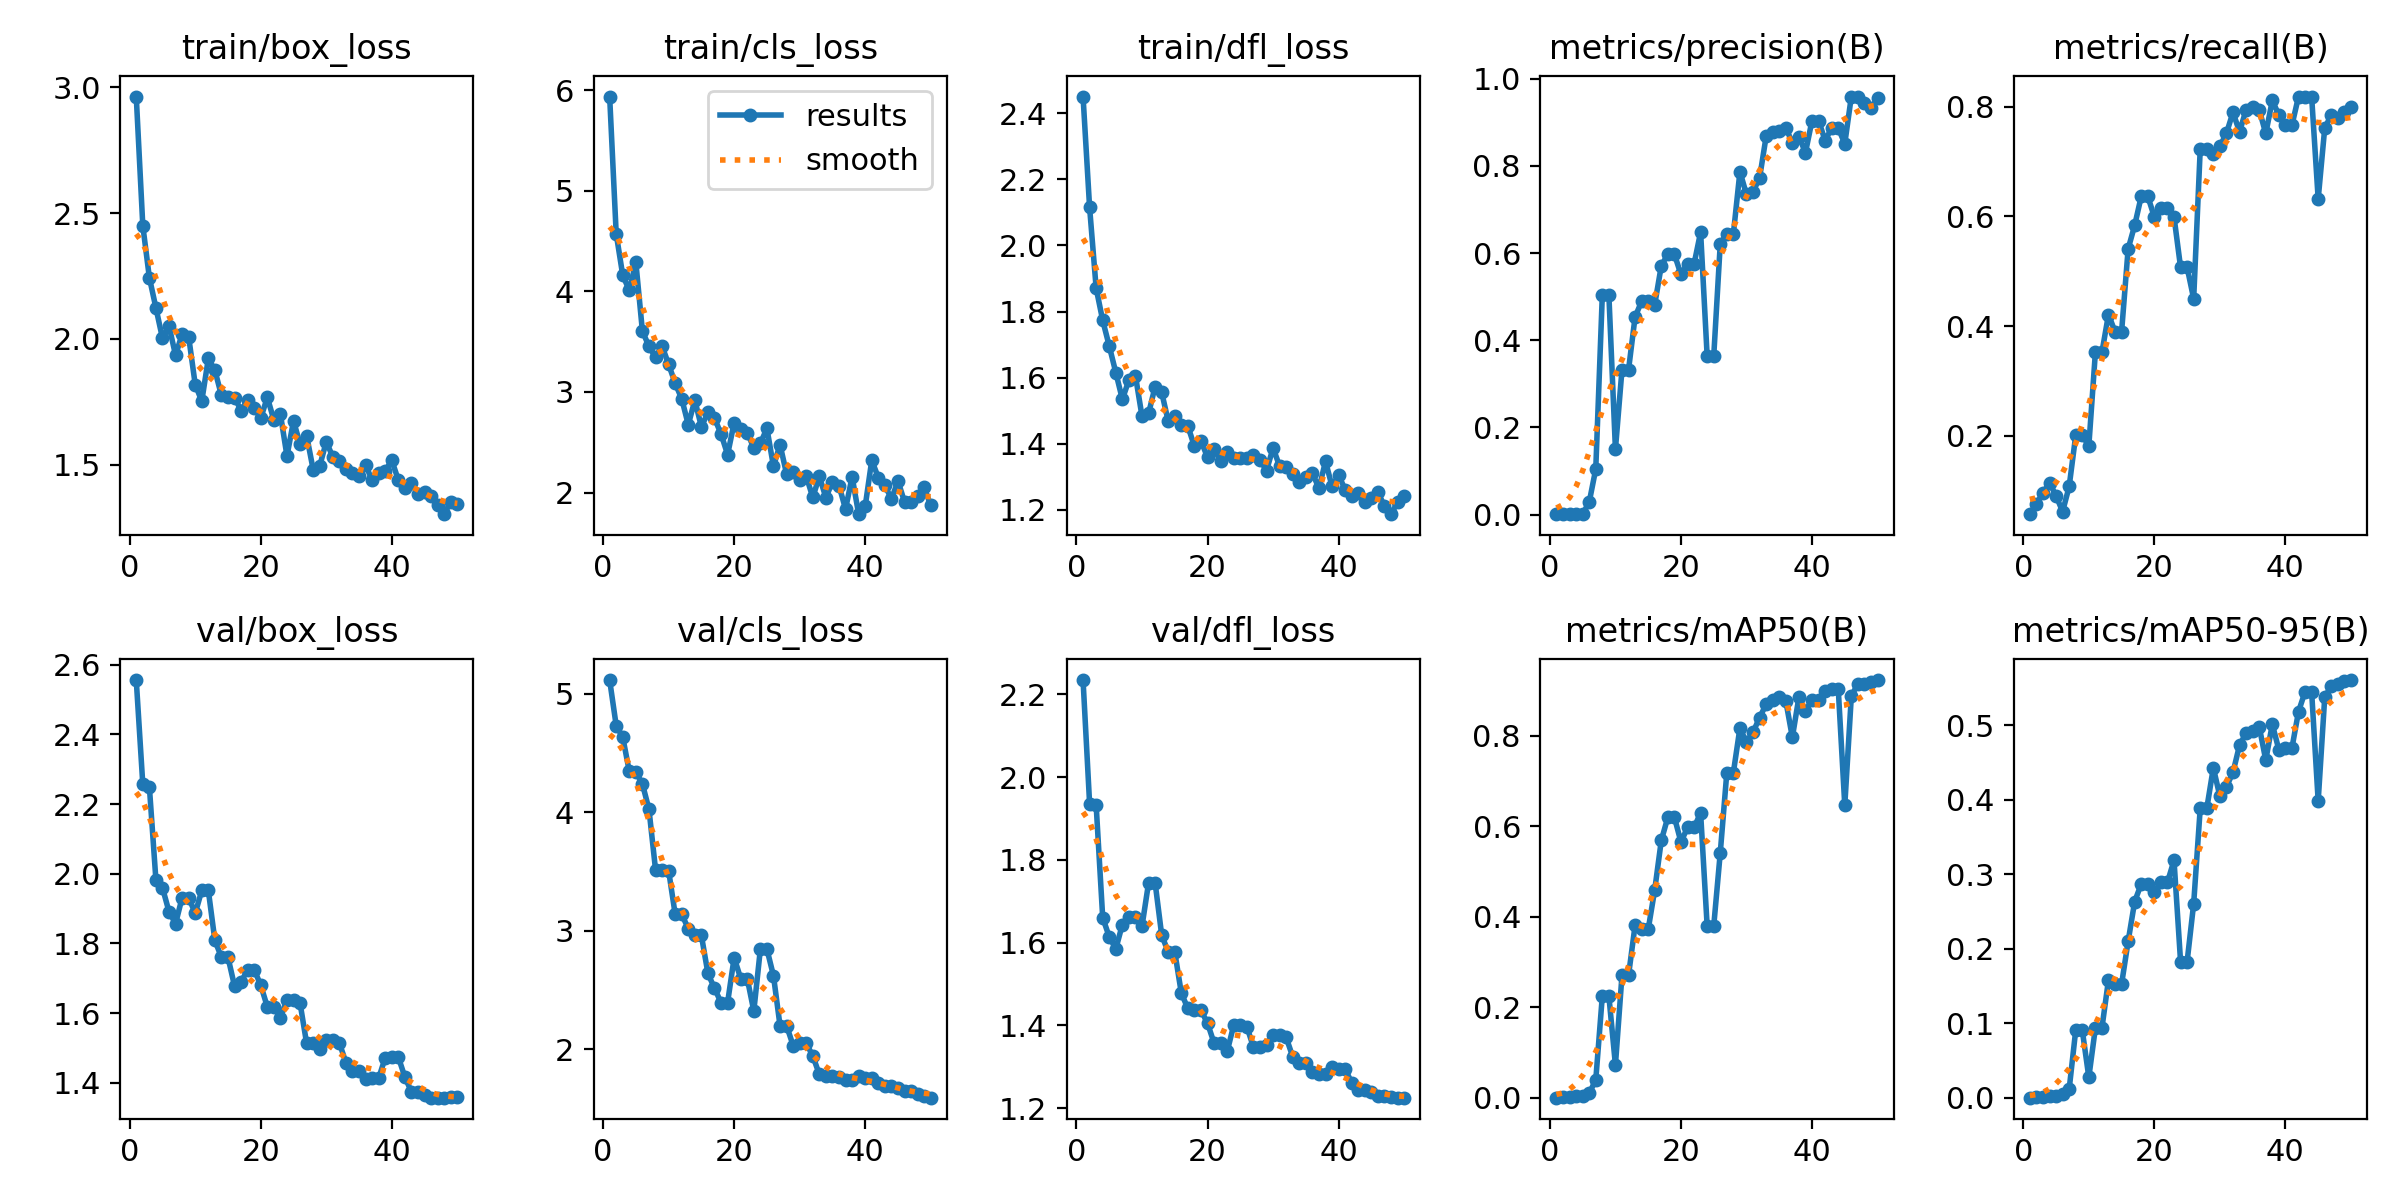 train/box_loss
3.0
2.5
2.0
1.5
0 20 40
train/cls_loss
6
5
4
3
2
0 20 40
results
smooth
train/dfl_loss
2.4
2.2
2.0
1.8
1.6
1.4
1.2
0 20 40
metrics/precision(B)
1.0
0.8
0.6
0.4
0.2
0.0
0 20 40
metrics/recall(B)
0.8
0.6
0.4
0.2
0 20 40
val/box_loss
2.6
2.4
2.2
2.0
1.8
1.6
1.4
0 20 40
val/cls_loss
5
4
3
2
0 20 40
val/dfl_loss
2.2
2.0
1.8
1.6
1.4
1.2
0 20 40
metrics/mAP50(B)
0.8
0.6
0.4
0.2
0.0
0 20 40
metrics/mAP50-95(B)
0.5
0.4
0.3
0.2
0.1
0.0
0 20 40